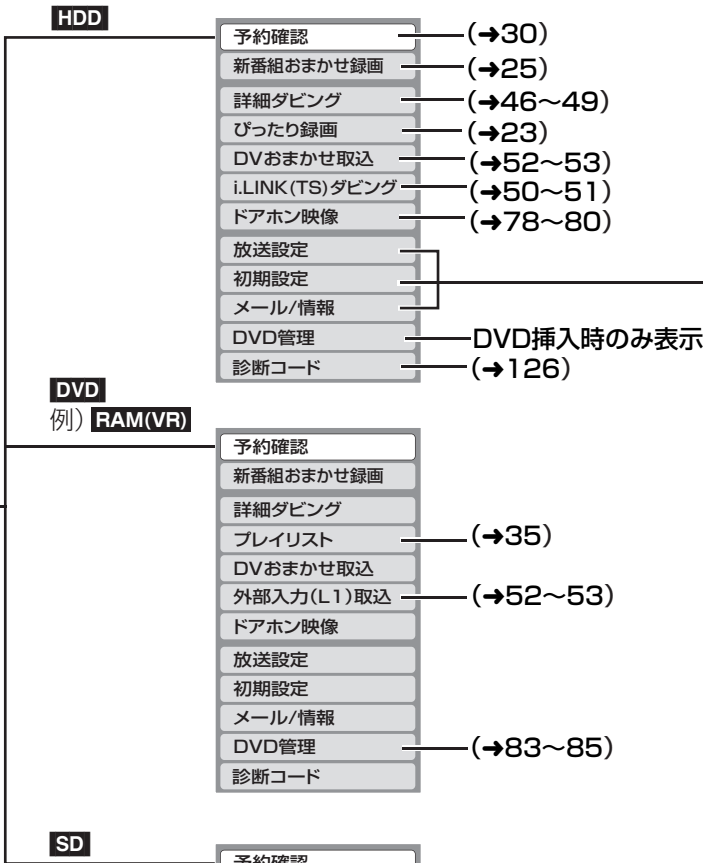 HDD
予約確認 (➜30)
新番組おまかせ録画 (➜25)
詳細ダビング (➜46～49)
ぴったり録画 (➜23)
DVおまかせ取込 (➜52～53)
i.LINK(TS)ダビング (➜50～51)
ドアホン映像 (➜78～80)
放送設定
初期設定
メール/情報
DVD管理 DVD挿入時のみ表示
診断コード (➜126)
DVD
例) RAM(VR)
予約確認
新番組おまかせ録画
詳細ダビング
プレイリスト (➜35)
DVおまかせ取込
外部入力(L1)取込 (➜52～53)
ドアホン映像
放送設定
初期設定
メール/情報
DVD管理 (➜83～85)
診断コード
SD
予約確認